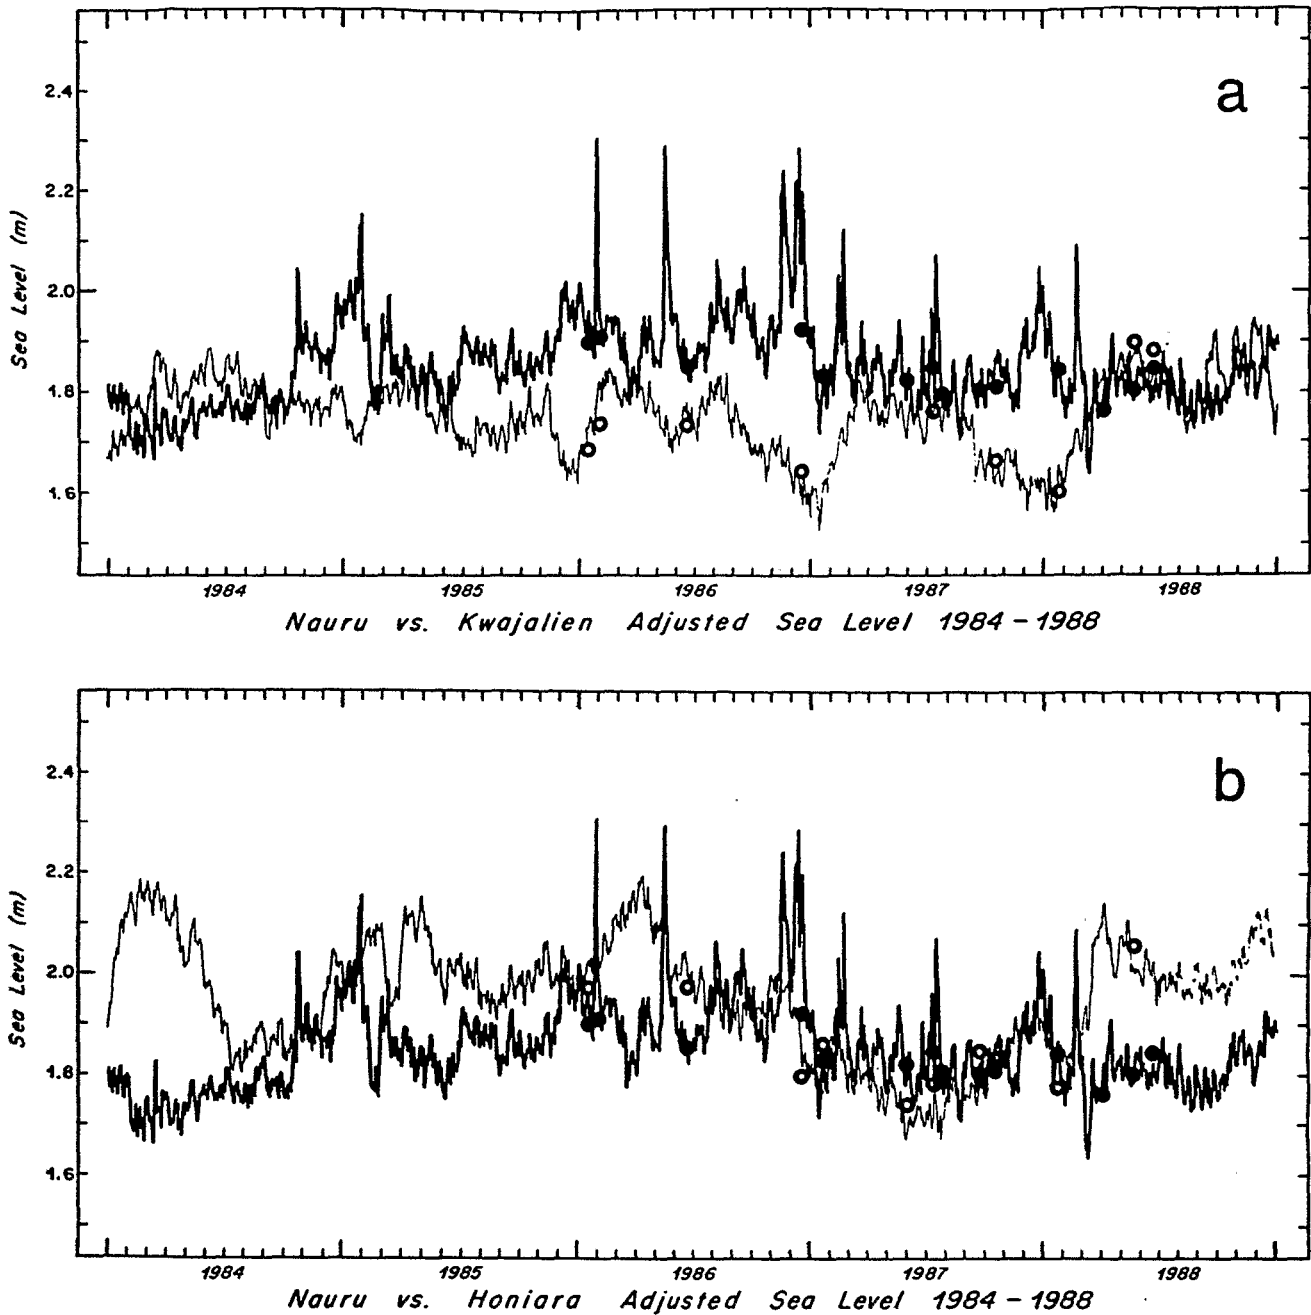 a
2.4
2.2
2.0
1.8
1.6
Sea Level (m)
1984 1985 1986 1987 1988
Nauru vs. Kwajalien Adjusted Sea Level 1984-1988
b
2.4
2.2
2.0
1.8
1.6
Sea Level (m)
1984 1985 1986 1987 1988
Nauru vs. Honiara Adjusted Sea Level 1984-1988